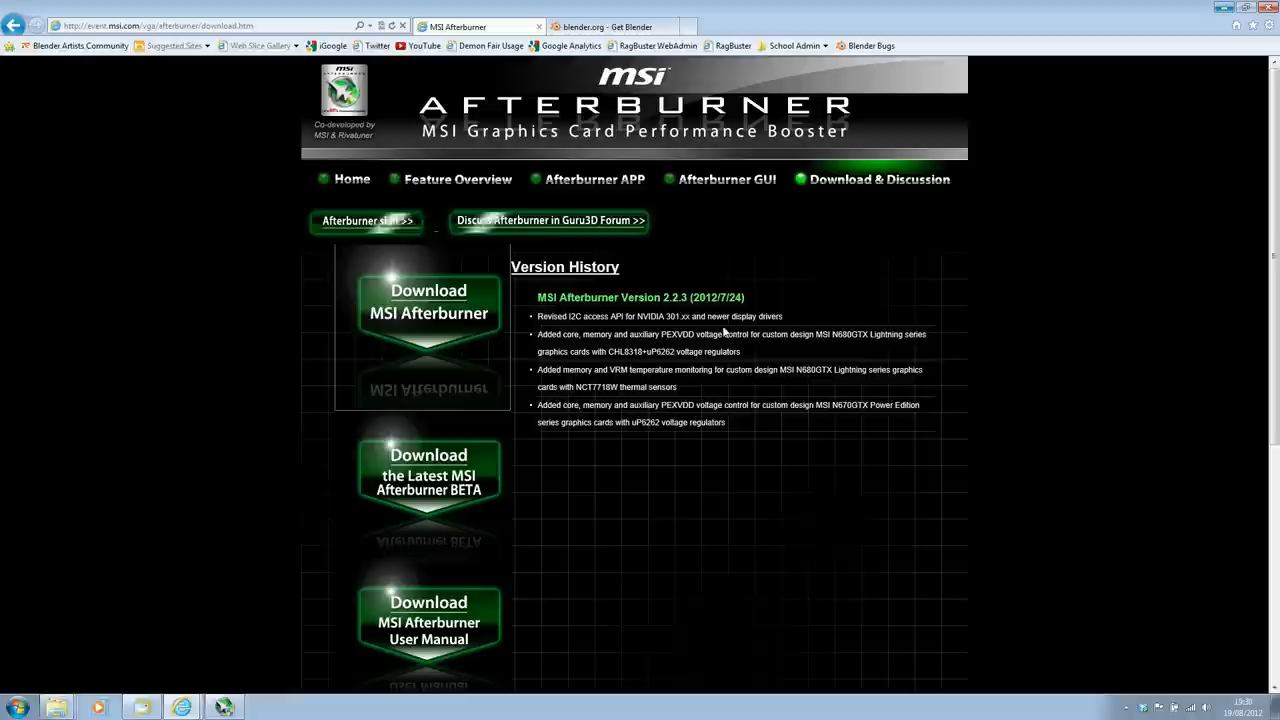 http://event.msi.com/vga/afterburner/download.htm
MSI Afterburner
blender.org - Get Blender
Blender Artists Community
Suggested Sites
Web Slice Gallery
iGoogle
Twitter
YouTube
Demon Fair Usage
Google Analytics
RagBuster WebAdmin
RagBuster
School Admin
Blender Bugs
msi
Co-developed by
MSI & Rivatuner
AFTERBURNER
MSI Graphics Card Performance Booster
Home
Feature Overview
Afterburner APP
Afterburner GUI
Download & Discussion
Afterburner >>
Afterburner in Guru3D Forum >>
Download
MSI Afterburner
Version History
MSI Afterburner Version 2.2.3 (2012/7/24)
• Revised I2C access API for NVIDIA 301.xx and newer display drivers
• Added core, memory and auxiliary PEXVDD voltage control for custom design MSI N680GTX Lightning series
graphics cards with CHL8318+uP6262 voltage regulators
• Added memory and VRM temperature monitoring for custom design MSI N680GTX Lightning series graphics
cards with NCT7718W thermal sensors
• Added core, memory and auxiliary PEXVDD voltage control for custom design MSI N670GTX Power Edition
series graphics cards with uP6262 voltage regulators
Download
the Latest MSI
Afterburner BETA
Download
MSI Afterburner
User Manual
19:30
19/08/2012